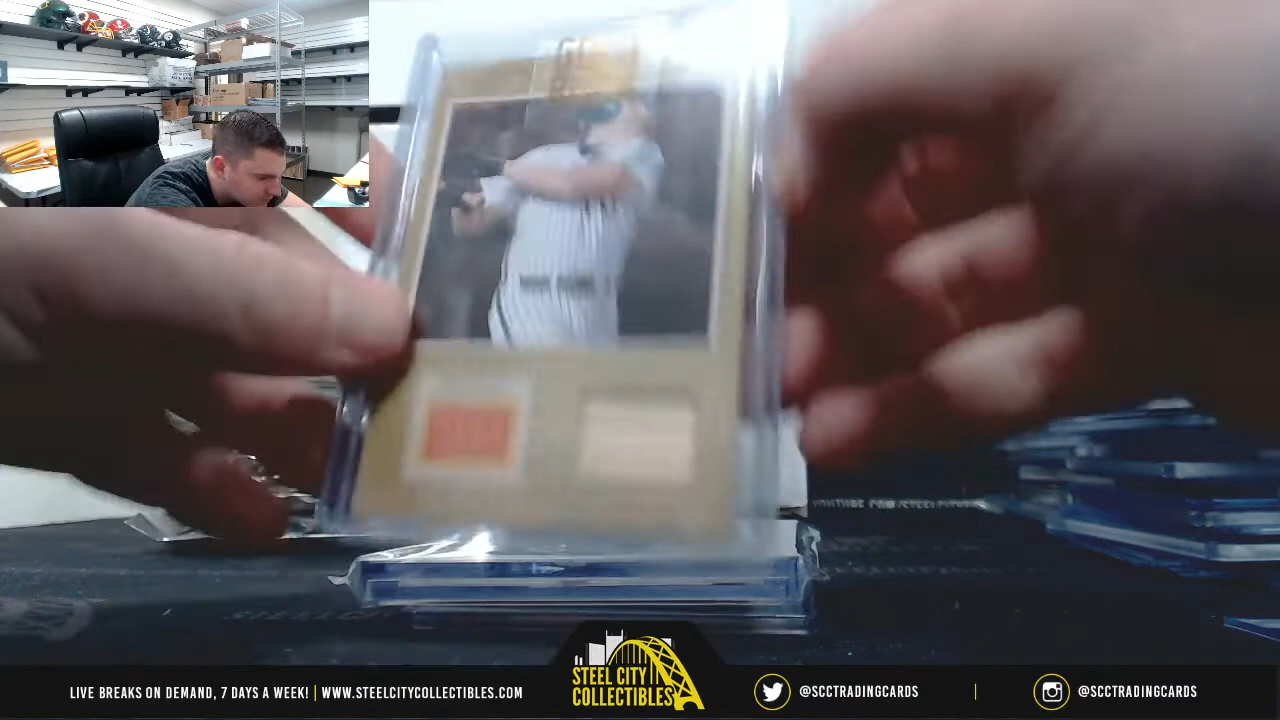 LIVE BREAKS ON DEMAND, 7 DAYS A WEEK! | WWW.STEELCITYCOLLECTIBLES.COM
STEEL CITY
COLLECTIBLES
@SCCTRADINGCARDS | @SCCTRADINGCARDS